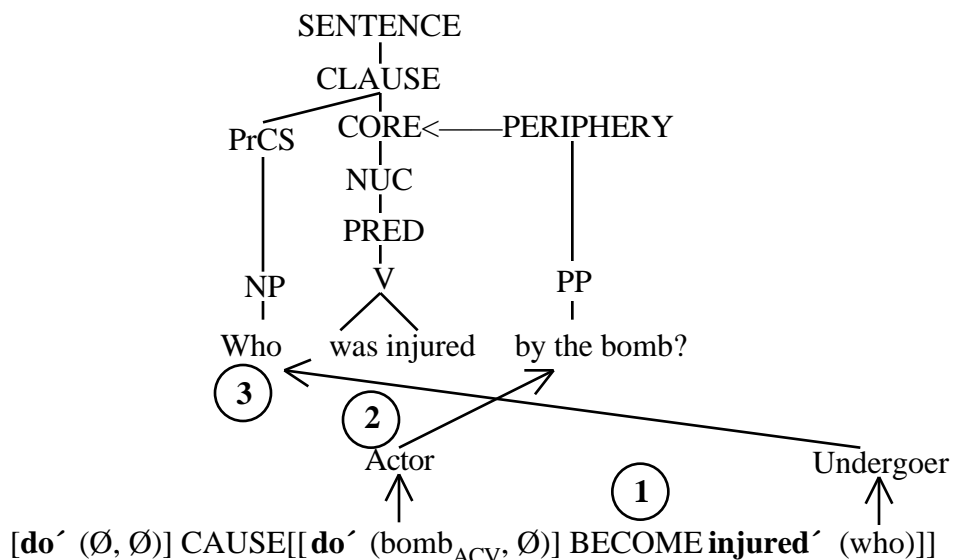 SENTENCE
CLAUSE
PrCS CORE<——PERIPHERY
NUC
PRED
NP V PP
Who was injured by the bomb?
3
2
Actor Undergoer
1
[do´ (Ø, Ø)] CAUSE[[do´ (bomb_ACV, Ø)] BECOME injured´ (who)]]